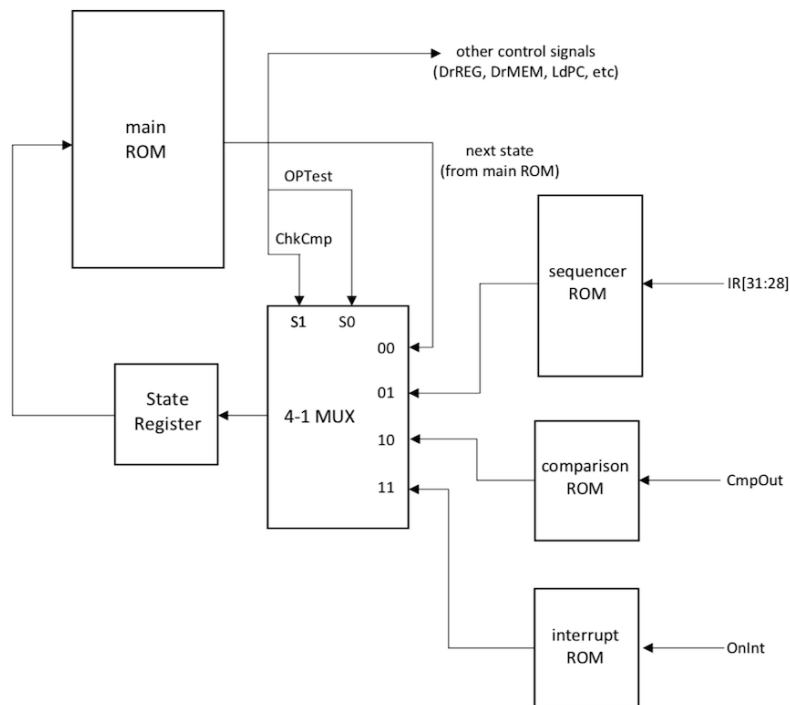 other control signals
(DrREG, DrMEM, LdPC, etc)
main
ROM
next state
(from main ROM)
OPTest
ChkCmp
sequencer
ROM
IR[31:28]
S1
S0
00
01
State
Register
4-1 MUX
10
comparison
ROM
CmpOut
11
interrupt
ROM
OnInt